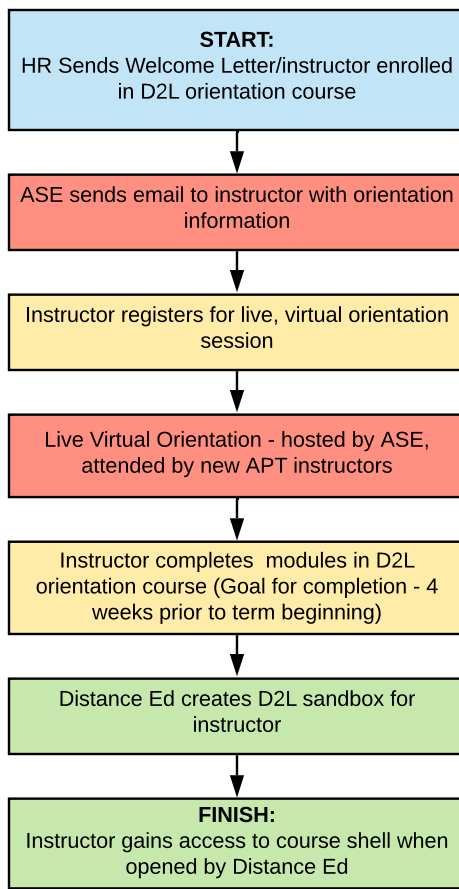 START:
HR Sends Welcome Letter/instructor enrolled
in D2L orientation course
ASE sends email to instructor with orientation
information
Instructor registers for live, virtual orientation
session
Live Virtual Orientation - hosted by ASE,
attended by new APT instructors
Instructor completes  modules in D2L
orientation course (Goal for completion - 4
weeks prior to term beginning)
Distance Ed creates D2L sandbox for
instructor
FINISH:
Instructor gains access to course shell when
opened by Distance Ed